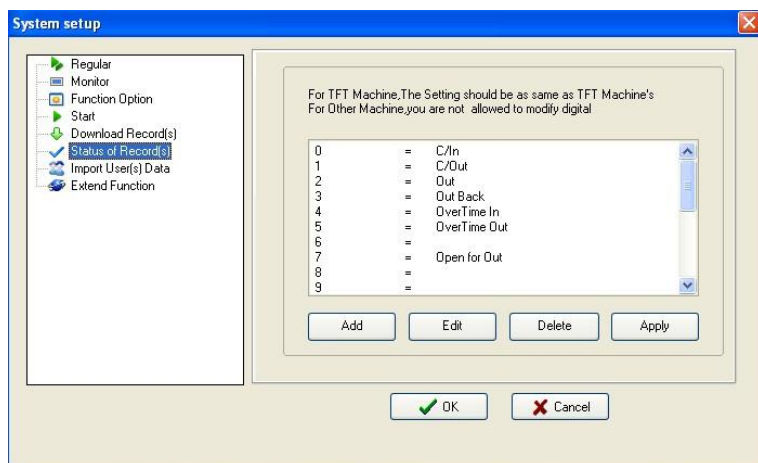 System setup
Regular
Monitor
Function Option
Start
Download Record(s)
Status of Record(s)
Import User(s) Data
Extend Function
For TFT Machine,The Setting should be as same as TFT Machine's
For Other Machine,you are not allowed to modify digital
0 = C/In
1 = C/Out
2 = Out
3 = Out Back
4 = OverTime In
5 = OverTime Out
6 =
7 = Open for Out
8 =
9 =
Add Edit Delete Apply
OK Cancel